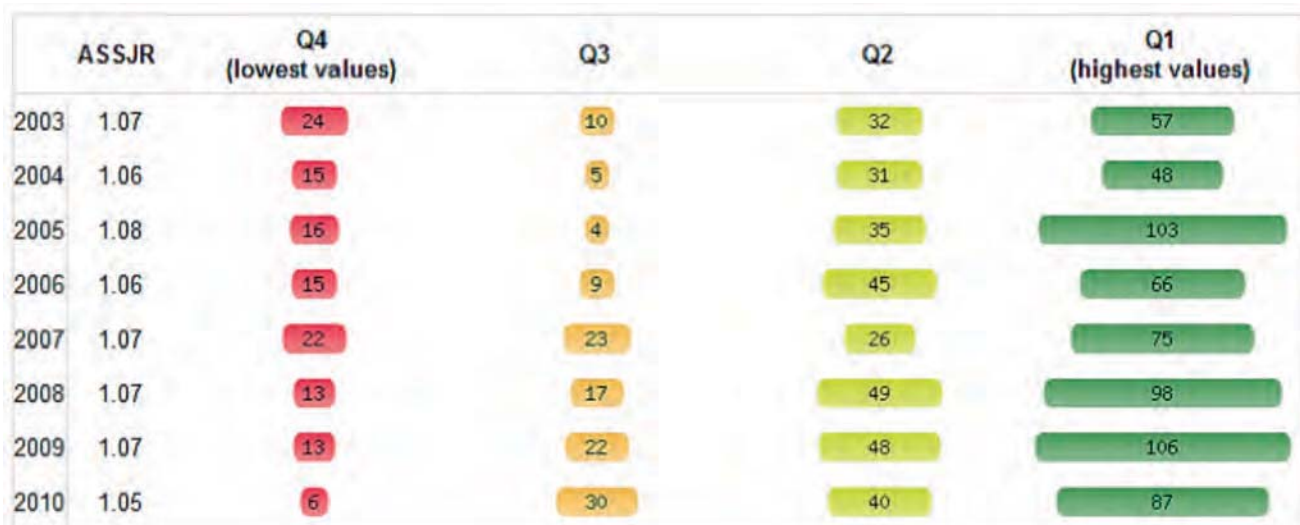 ASSJR Q4 (lowest values) Q3 Q2 Q1 (highest values)
2003 1.07 24 10 32 57
2004 1.06 15 5 31 48
2005 1.08 16 4 35 103
2006 1.06 15 9 45 66
2007 1.07 22 23 26 75
2008 1.07 13 17 49 98
2009 1.07 13 22 48 106
2010 1.05 6 30 40 87